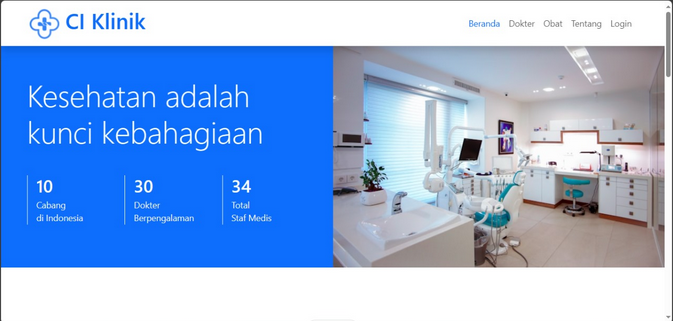 CI Klinik
Beranda Dokter Obat Tentang Login
Kesehatan adalah
kunci kebahagiaan
10 30 34
Cabang Dokter Total
di Indonesia Berpengalaman Staf Medis